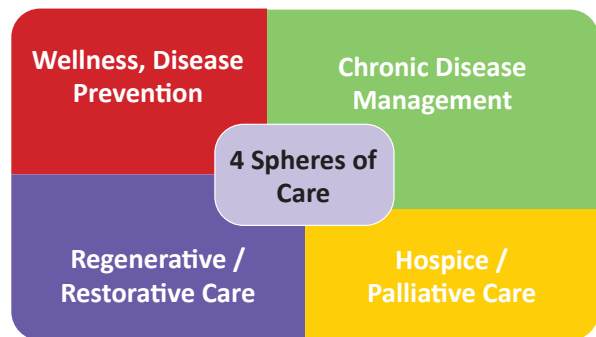 Wellness, Disease
Prevention
Chronic Disease
Management
4 Spheres of
Care
Regenerative /
Restorative Care
Hospice /
Palliative Care